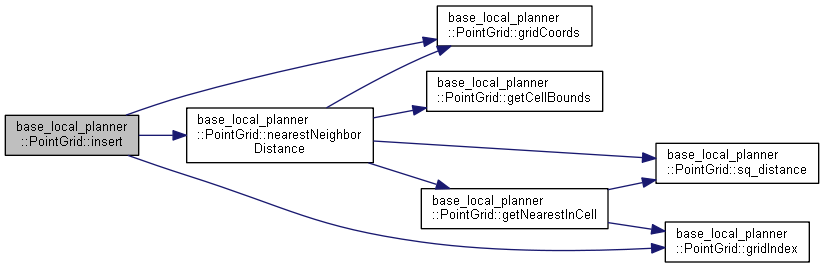 base_local_planner
::PointGrid::insert
base_local_planner
::PointGrid::nearestNeighbor
Distance
base_local_planner
::PointGrid::gridCoords
base_local_planner
::PointGrid::getCellBounds
base_local_planner
::PointGrid::getNearestInCell
base_local_planner
::PointGrid::sq_distance
base_local_planner
::PointGrid::gridIndex